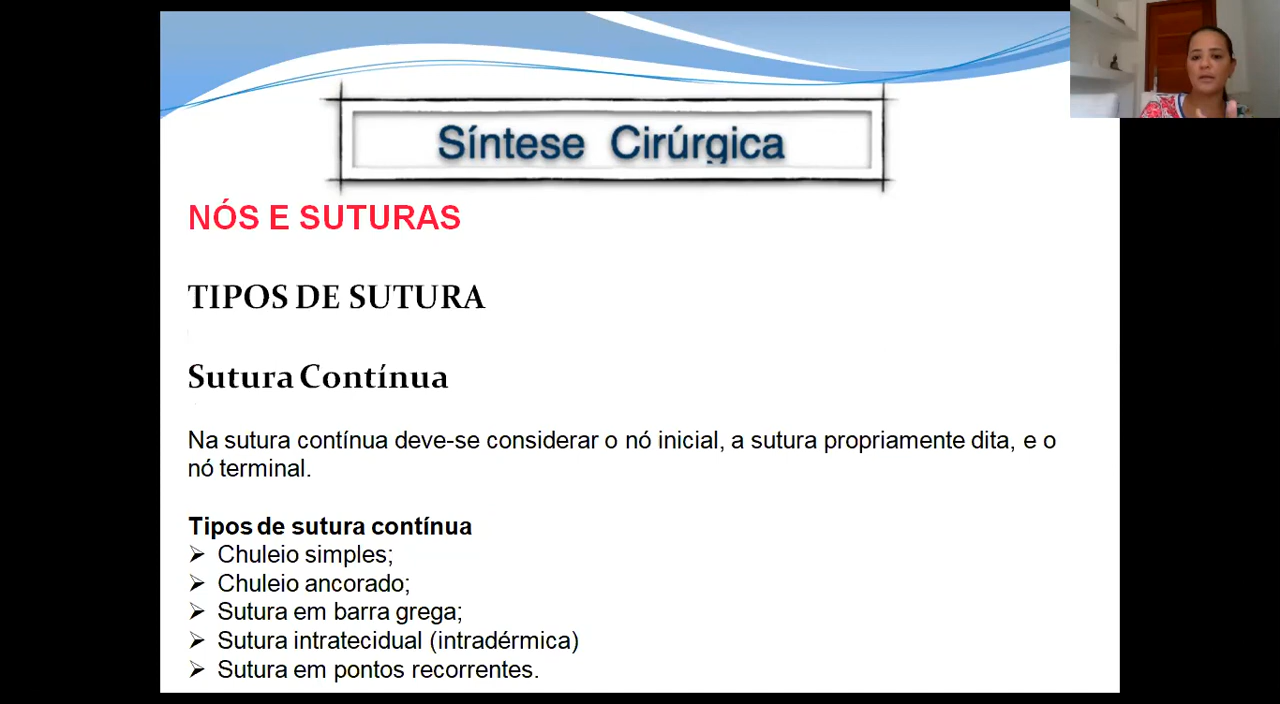 Síntese Cirúrgica
NÓS E SUTURAS
TIPOS DE SUTURA
Sutura Contínua
Na sutura contínua deve-se considerar o nó inicial, a sutura propriamente dita, e o
nó terminal.
Tipos de sutura contínua
➢ Chuleio simples;
➢ Chuleio ancorado;
➢ Sutura em barra grega;
➢ Sutura intratecidual (intradérmica)
➢ Sutura em pontos recorrentes.